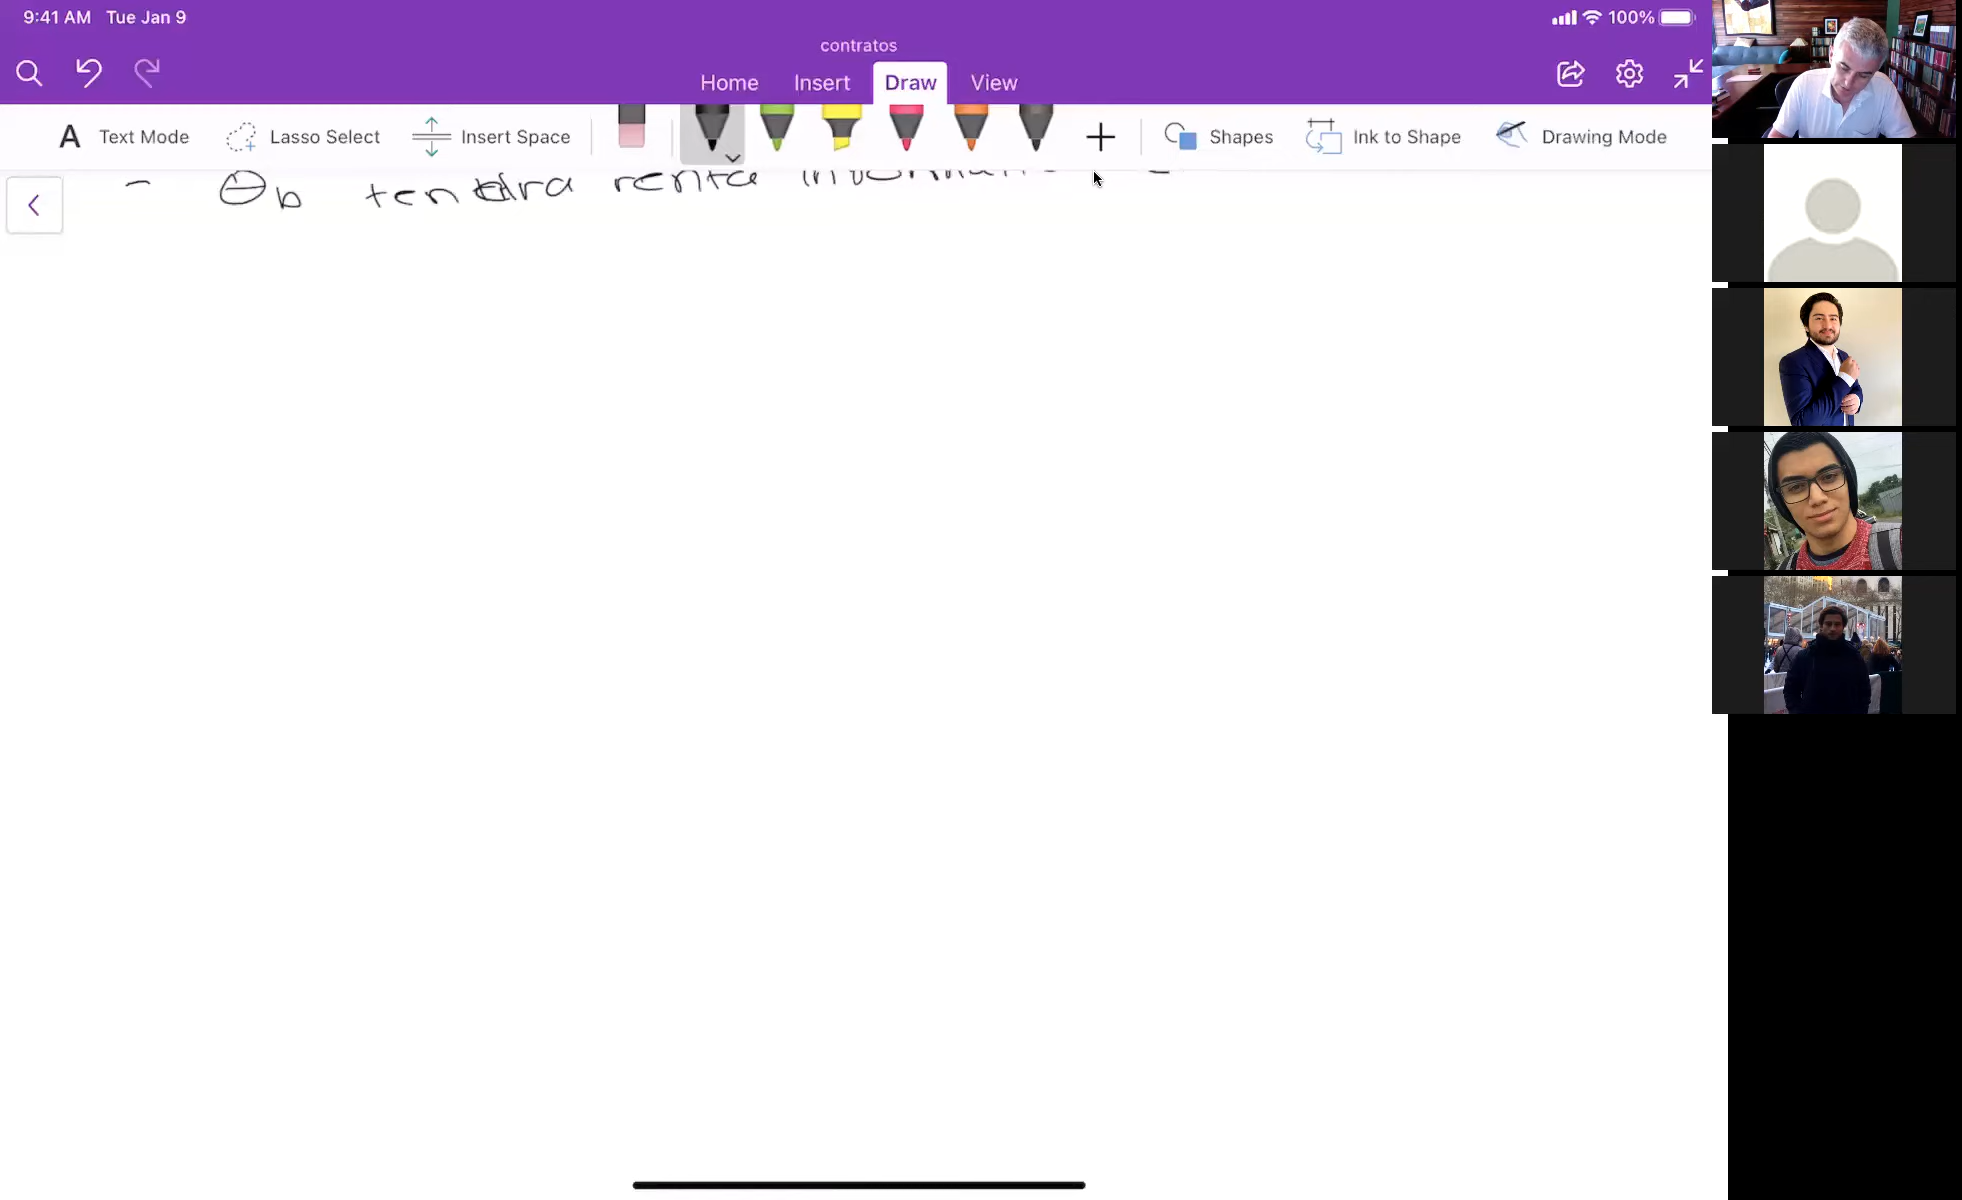 9:41 AM Tue Jan 9
100%
contratos
Home Insert Draw View
A Text Mode Lasso Select Insert Space Shapes Ink to Shape Drawing Mode
- Θb tendra renta